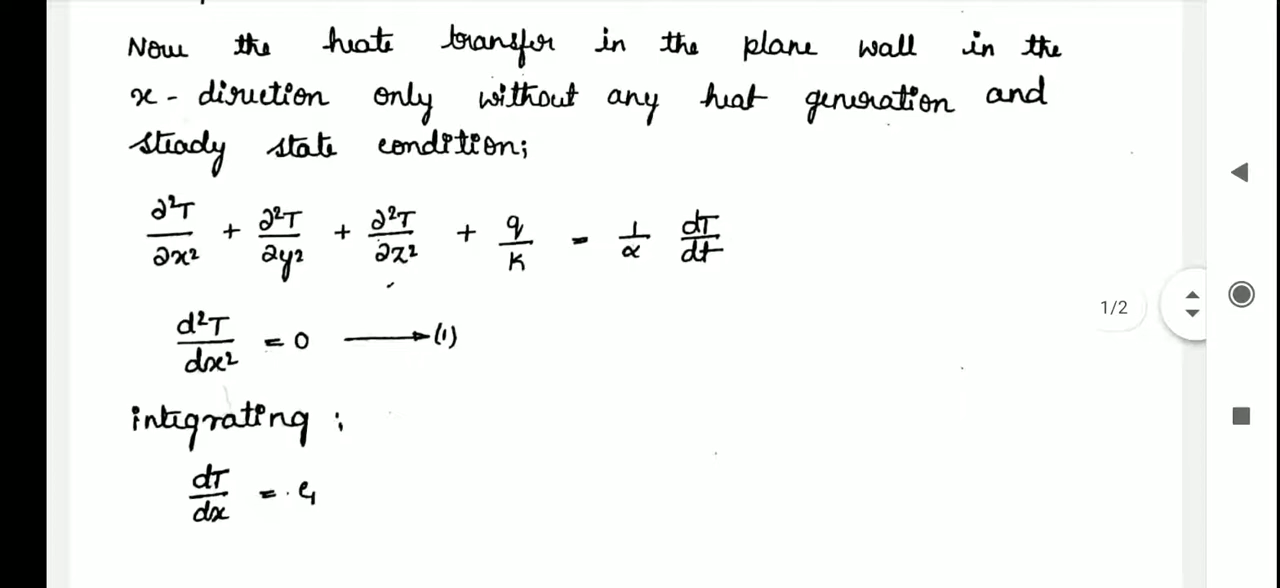 Now the heate transfer in the plane wall in the
x - direction only without any heat generation and
steady state condition;
∂²T/∂x² + ∂²T/∂y² + ∂²T/∂z² + q/k = 1/α dT/dt
d²T/dx² = 0 ⟶ (1)
1/2
integrating :
dT/dx = c₁